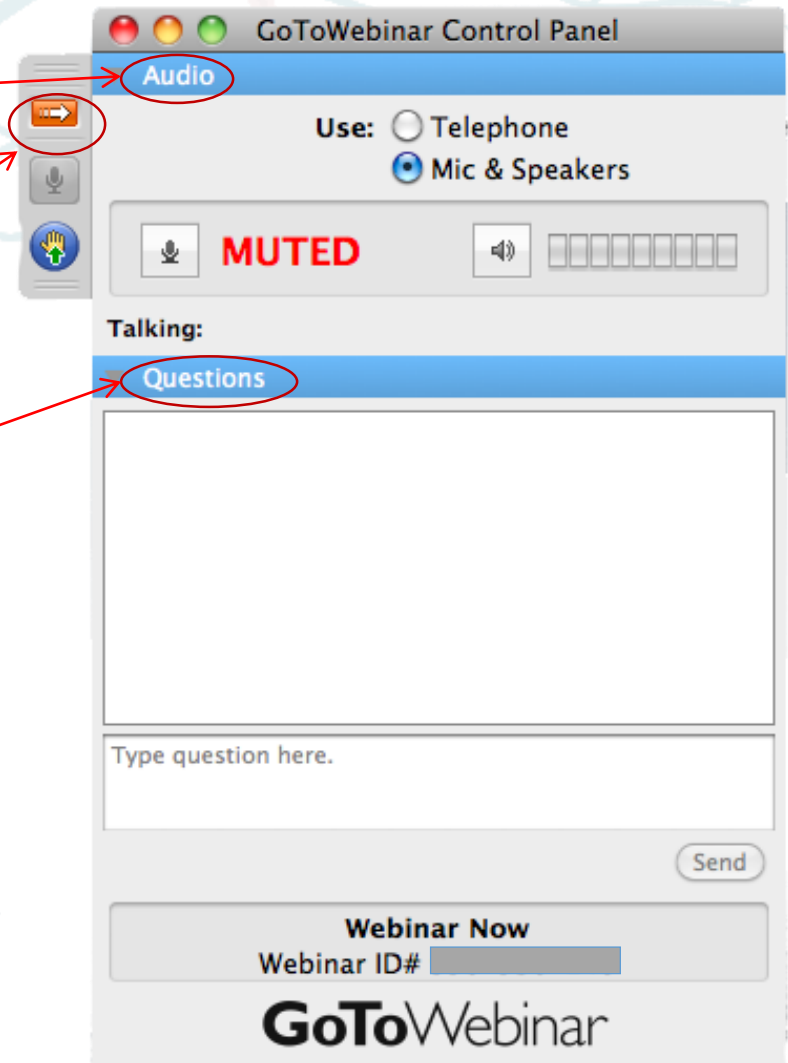 GoToWebinar Control Panel
Audio
Use: Telephone
Mic & Speakers
MUTED
Talking:
Questions
Type question here.
Send
Webinar Now
Webinar ID#
GoToWebinar